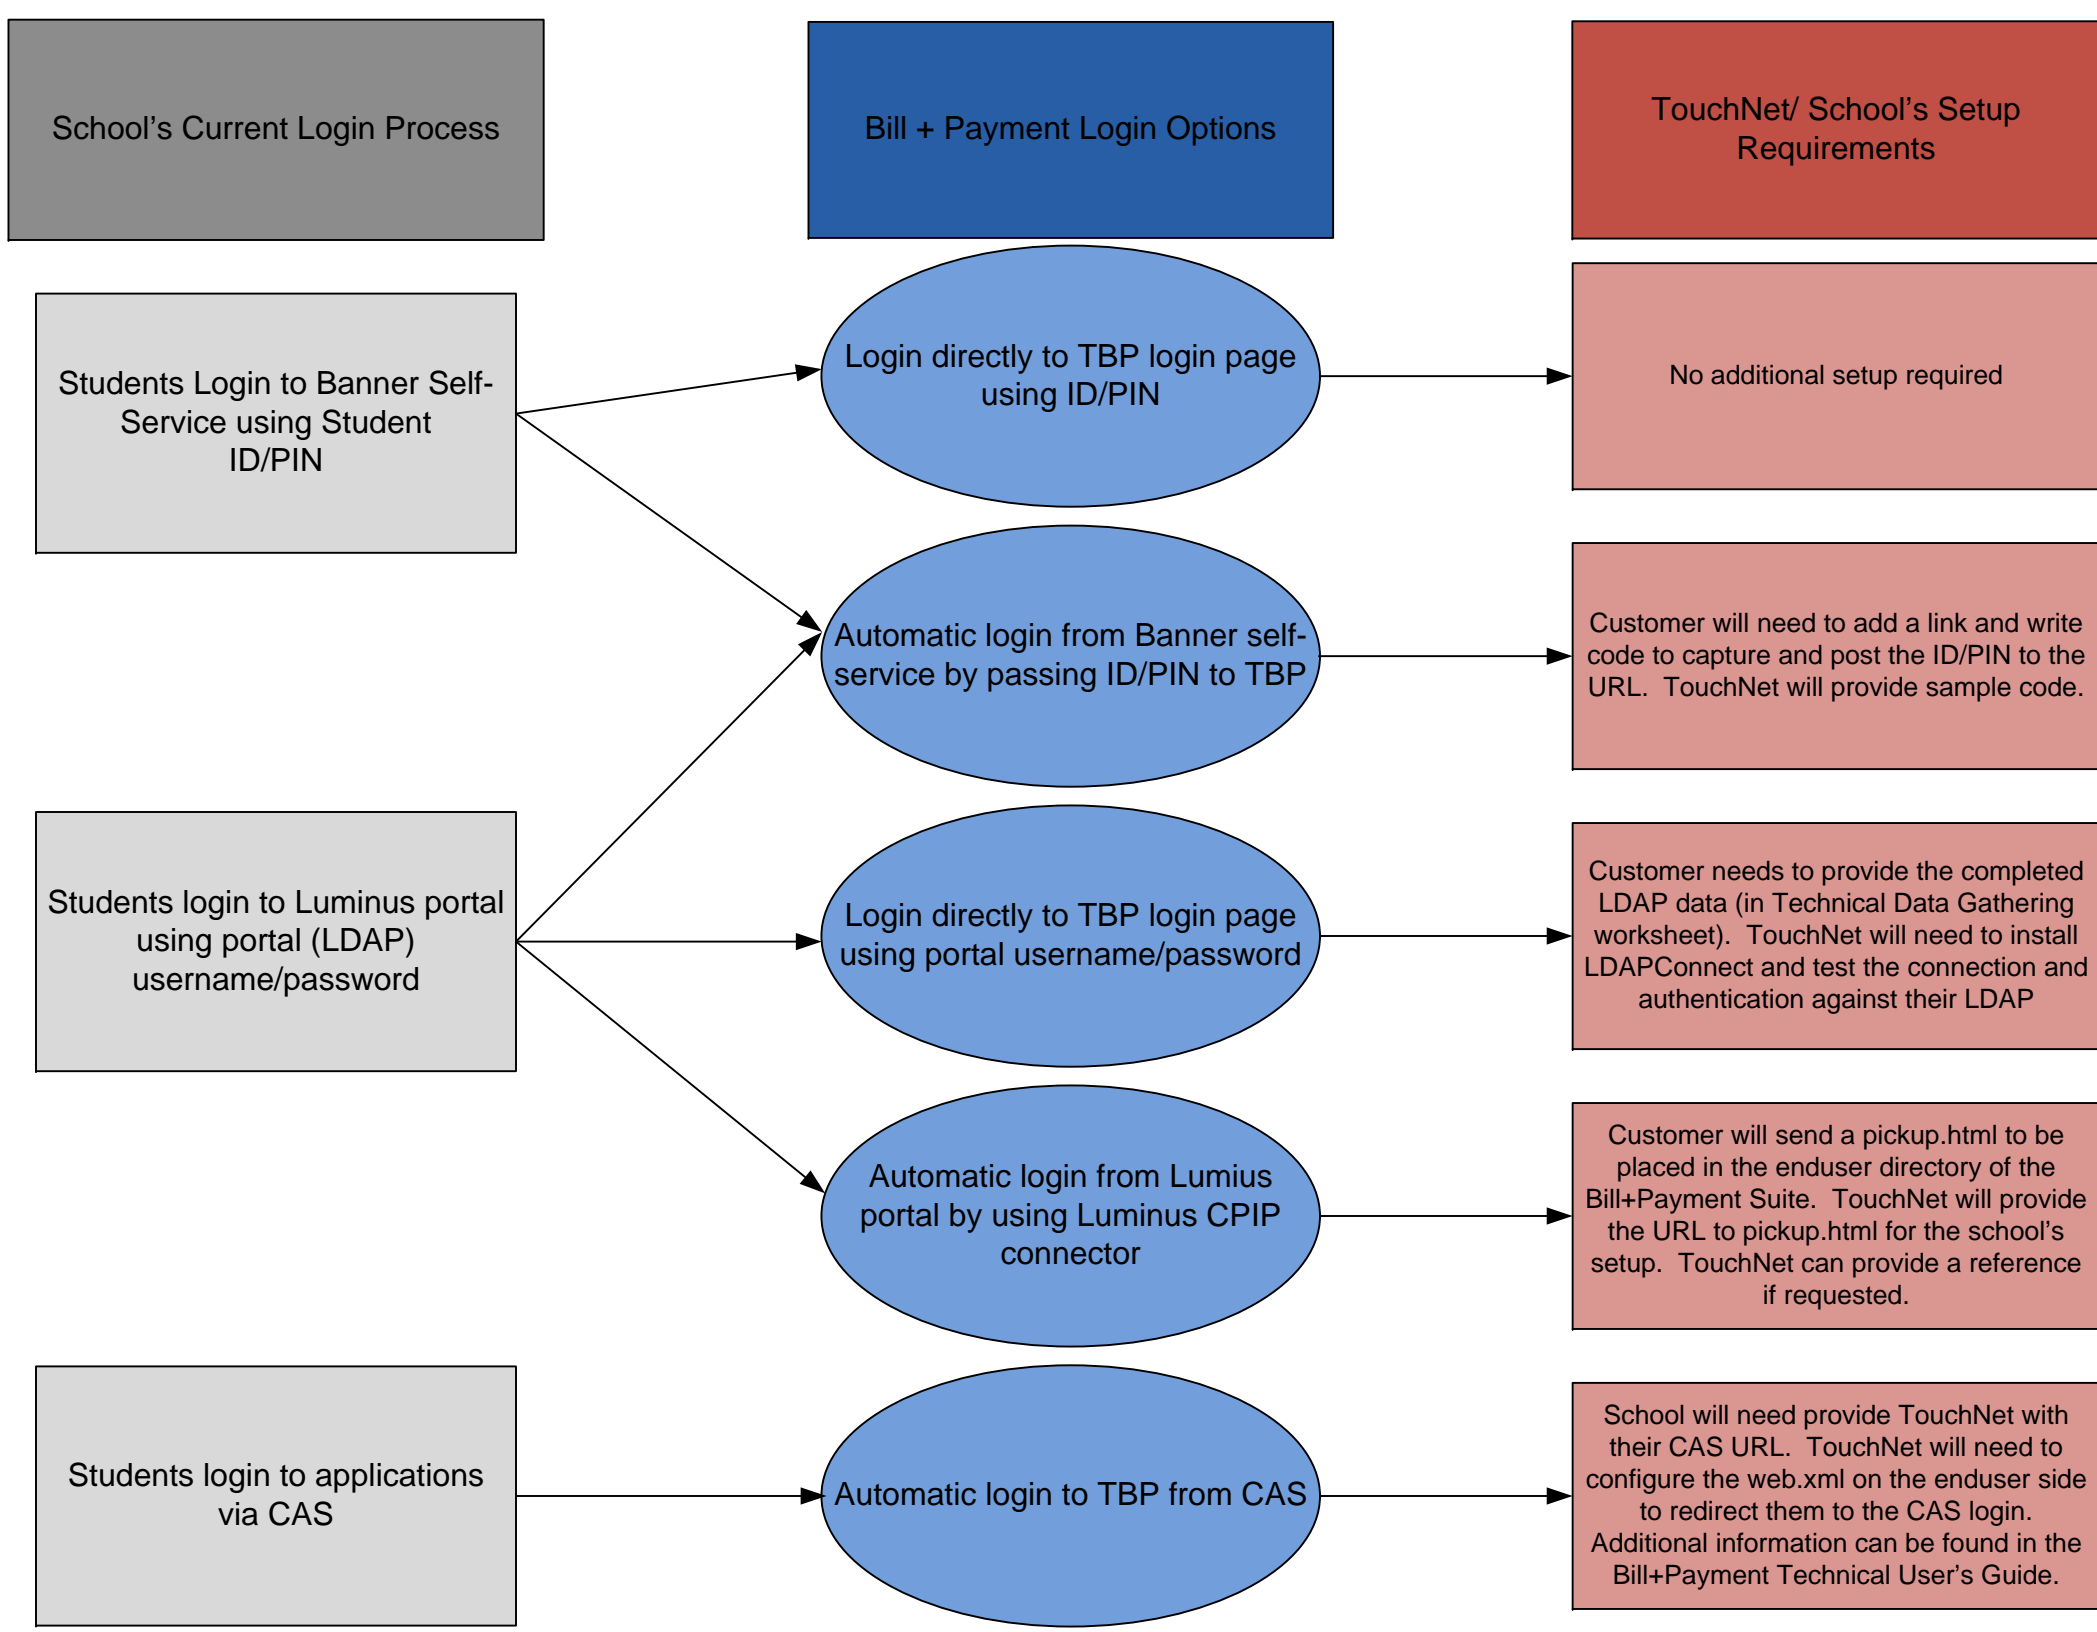 School’s Current Login Process
Bill + Payment Login Options
TouchNet/ School’s Setup
Requirements
Students Login to Banner Self-
Service using Student
ID/PIN
Login directly to TBP login page
using ID/PIN
No additional setup required
Automatic login from Banner self-
service by passing ID/PIN to TBP
Customer will need to add a link and write
code to capture and post the ID/PIN to the
URL.  TouchNet will provide sample code.
Students login to Luminus portal
using portal (LDAP)
username/password
Login directly to TBP login page
using portal username/password
Customer needs to provide the completed
LDAP data (in Technical Data Gathering
worksheet).  TouchNet will need to install
LDAPConnect and test the connection and
authentication against their LDAP
Automatic login from Lumius
portal by using Luminus CPIP
connector
Customer will send a pickup.html to be
placed in the enduser directory of the
Bill+Payment Suite.  TouchNet will provide
the URL to pickup.html for the school’s
setup.  TouchNet can provide a reference
if requested.
Students login to applications
via CAS
Automatic login to TBP from CAS
School will need provide TouchNet with
their CAS URL.  TouchNet will need to
configure the web.xml on the enduser side
to redirect them to the CAS login.
Additional information can be found in the
Bill+Payment Technical User’s Guide.